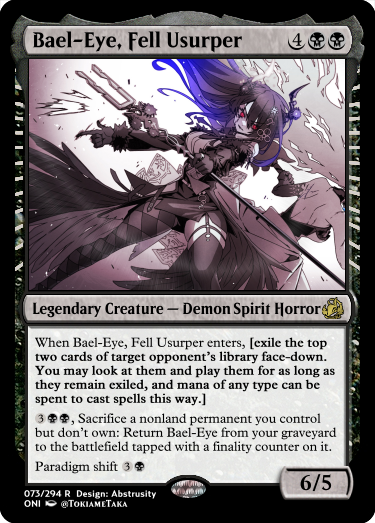 Bael-Eye, Fell Usurper 4
Legendary Creature — Demon Spirit Horror
When Bael-Eye, Fell Usurper enters, [exile the top
two cards of target opponent's library face-down.
You may look at them and play them for as long as
they remain exiled, and mana of any type can be
spent to cast spells this way.]
3, Sacrifice a nonland permanent you control
but don't own: Return Bael-Eye from your graveyard
to the battlefield tapped with a finality counter on it.
Paradigm shift 3
6/5
073/294 R Design: Abstrusity
ONI @TokiameTaka